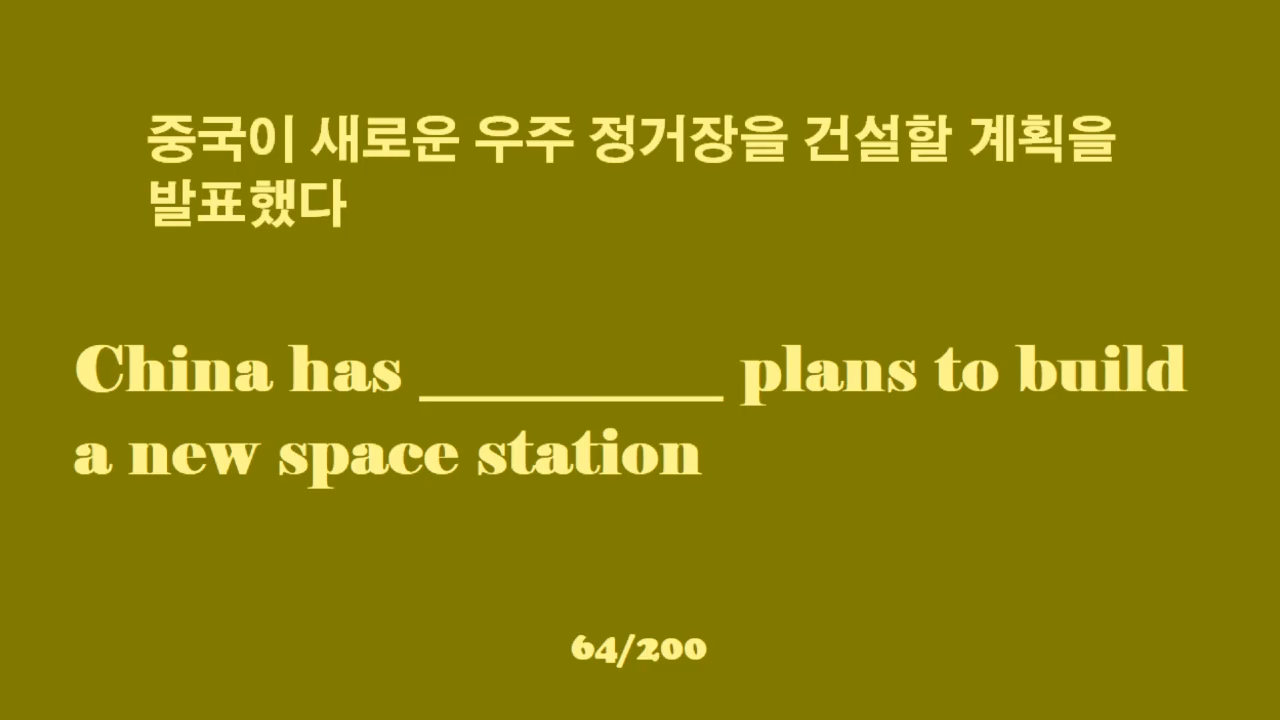 중국이 새로운 우주 정거장을 건설할 계획을
발표했다
China has _________ plans to build
a new space station
64/200